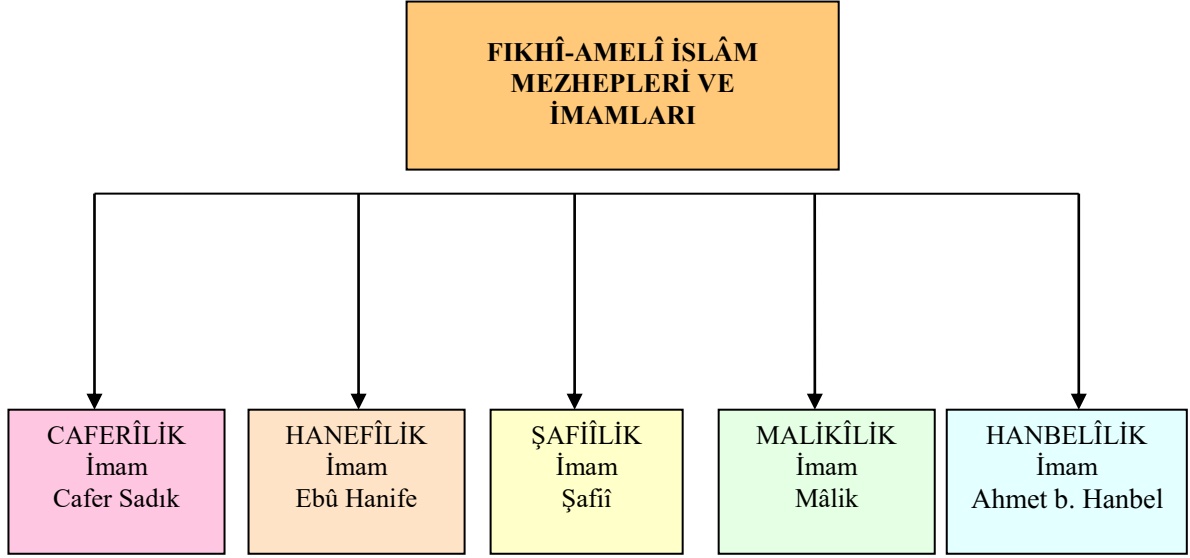 FIKHÎ-AMELÎ İSLÂM
MEZHEPLERİ VE
İMAMLARI
CAFERÎLİK
İmam
Cafer Sadık
HANEFÎLİK
İmam
Ebû Hanife
ŞAFİÎLİK
İmam
Şafiî
MALİKÎLİK
İmam
Mâlik
HANBELÎLİK
İmam
Ahmet b. Hanbel